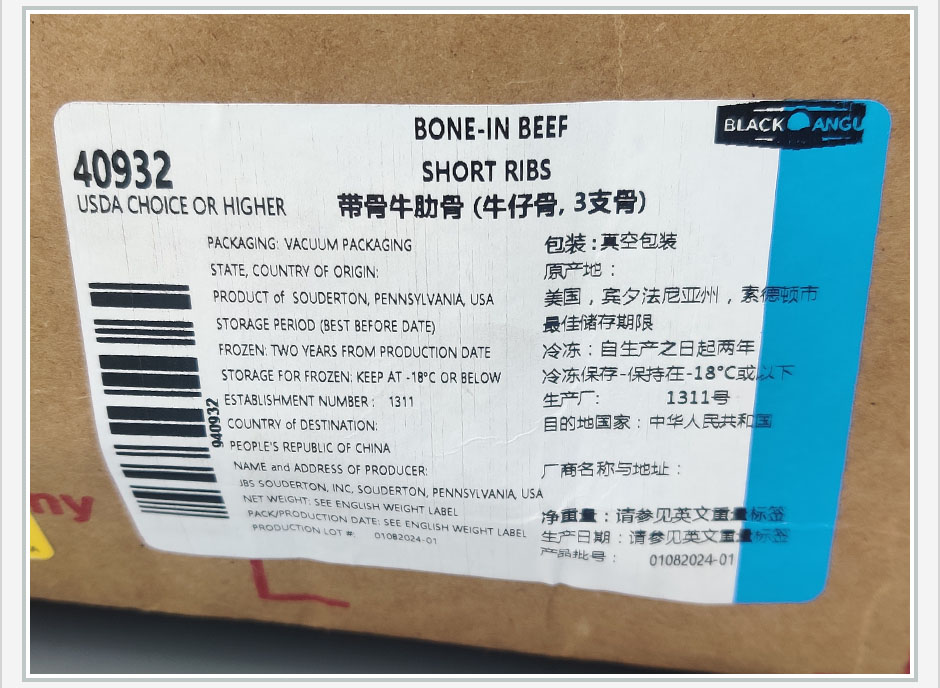 BLACK ANGU
BONE-IN BEEF
SHORT RIBS
带骨牛肋骨 (牛仔骨, 3支骨)
40932
USDA CHOICE OR HIGHER
PACKAGING: VACUUM PACKAGING
STATE, COUNTRY OF ORIGIN:
PRODUCT of SOUDERTON, PENNSYLVANIA, USA
STORAGE PERIOD (BEST BEFORE DATE)
FROZEN: TWO YEARS FROM PRODUCTION DATE
STORAGE FOR FROZEN: KEEP AT -18°C OR BELOW
ESTABLISHMENT NUMBER : 1311
COUNTRY of DESTINATION:
PEOPLE'S REPUBLIC OF CHINA
NAME and ADDRESS OF PRODUCER:
JBS SOUDERTON, INC, SOUDERTON, PENNSYLVANIA, USA
NET WEIGHT: SEE ENGLISH WEIGHT LABEL
PACK/PRODUCTION DATE: SEE ENGLISH WEIGHT LABEL
PRODUCTION LOT #: 01082024-01
包装 : 真空包装
原产地 :
美国 , 宾夕法尼亚州 , 索德顿市
最佳储存期限
冷冻 : 自生产之日起两年
冷冻保存-保持在-18°C或以下
生产厂: 1311号
目的地国家 : 中华人民共和国
厂商名称与地址 :
净重量 : 请参见英文重量标签
生产日期 : 请参见英文重量标签
产品批号 : 01082024-01
940932
ny